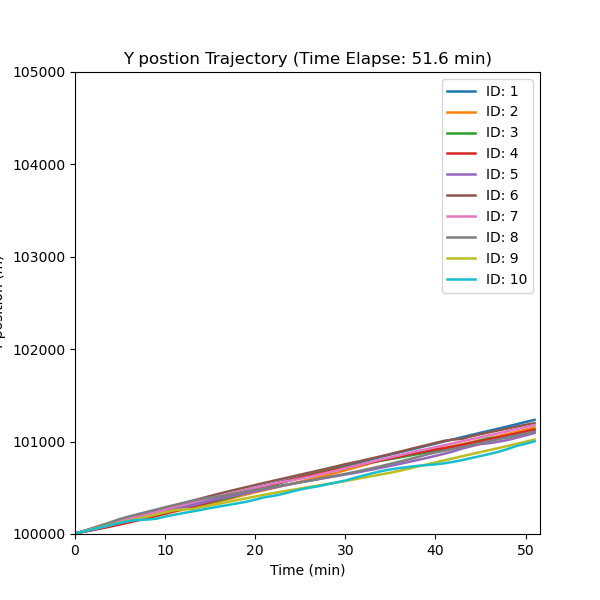 Y postion Trajectory (Time Elapse: 51.6 min)
105000
104000
103000
102000
101000
100000
0 10 20 30 40 50
Time (min)
ID: 1
ID: 2
ID: 3
ID: 4
ID: 5
ID: 6
ID: 7
ID: 8
ID: 9
ID: 10